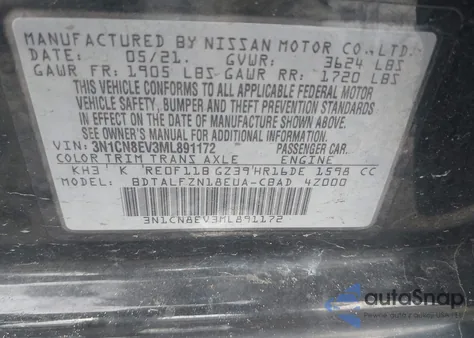 MANUFACTURED BY NISSAN MOTOR CO., LTD.
DATE: 05/21. GVWR: 3624 LBS
GAWR FR: 1905 LBS GAWR RR: 1720 LBS
THIS VEHICLE CONFORMS TO ALL APPLICABLE FEDERAL MOTOR
VEHICLE SAFETY, BUMPER AND THEFT PREVENTION STANDARDS IN
EFFECT ON THE DATE OF MANUFACTURE SHOWN ABOVE. SEE
OWNER'S MANUAL FOR FURTHER INFORMATION.
VIN: 3N1CN8EV3ML891172 PASSENGER CAR.
COLOR TRIM TRANS AXLE ENGINE
KH3' K 'RE0F11B GZ39'HR16DE 1598 CC
BDTALFZN18EUA-CBAD 4Z000
3N1CN8EV3ML891172
autoSnap